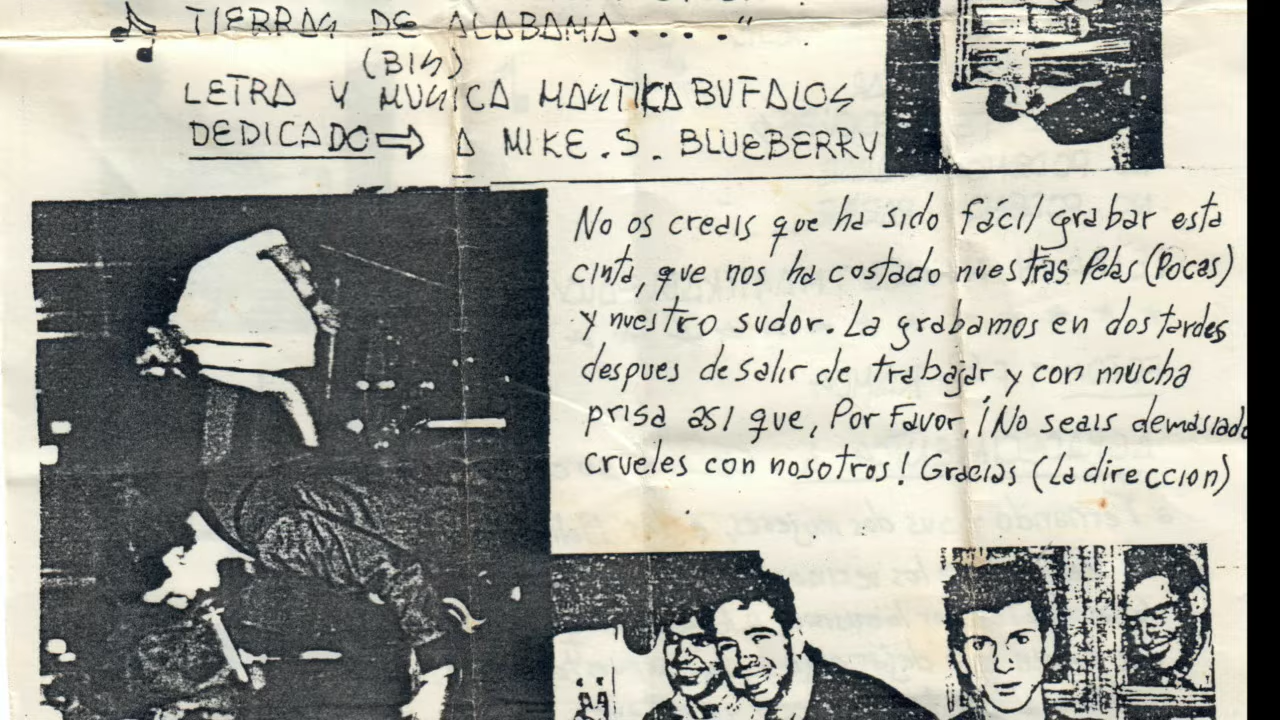 TIERRAS DE ALABAMA....."
(BIS)
LETRA Y MUSICA MASTIKABUFALOS
DEDICADO ⇨ A MIKE.S. BLUEBERRY
No os creais que ha sido fácil grabar esta
cinta, que nos ha costado nuestras Pelas (Pocas)
y nuestro sudor. La grabamos en dos tardes
despues de salir de trabajar y con mucha
prisa asi que, Por Favor, ¡No seais demasiado
crueles con nosotros! Gracias (La direccion)